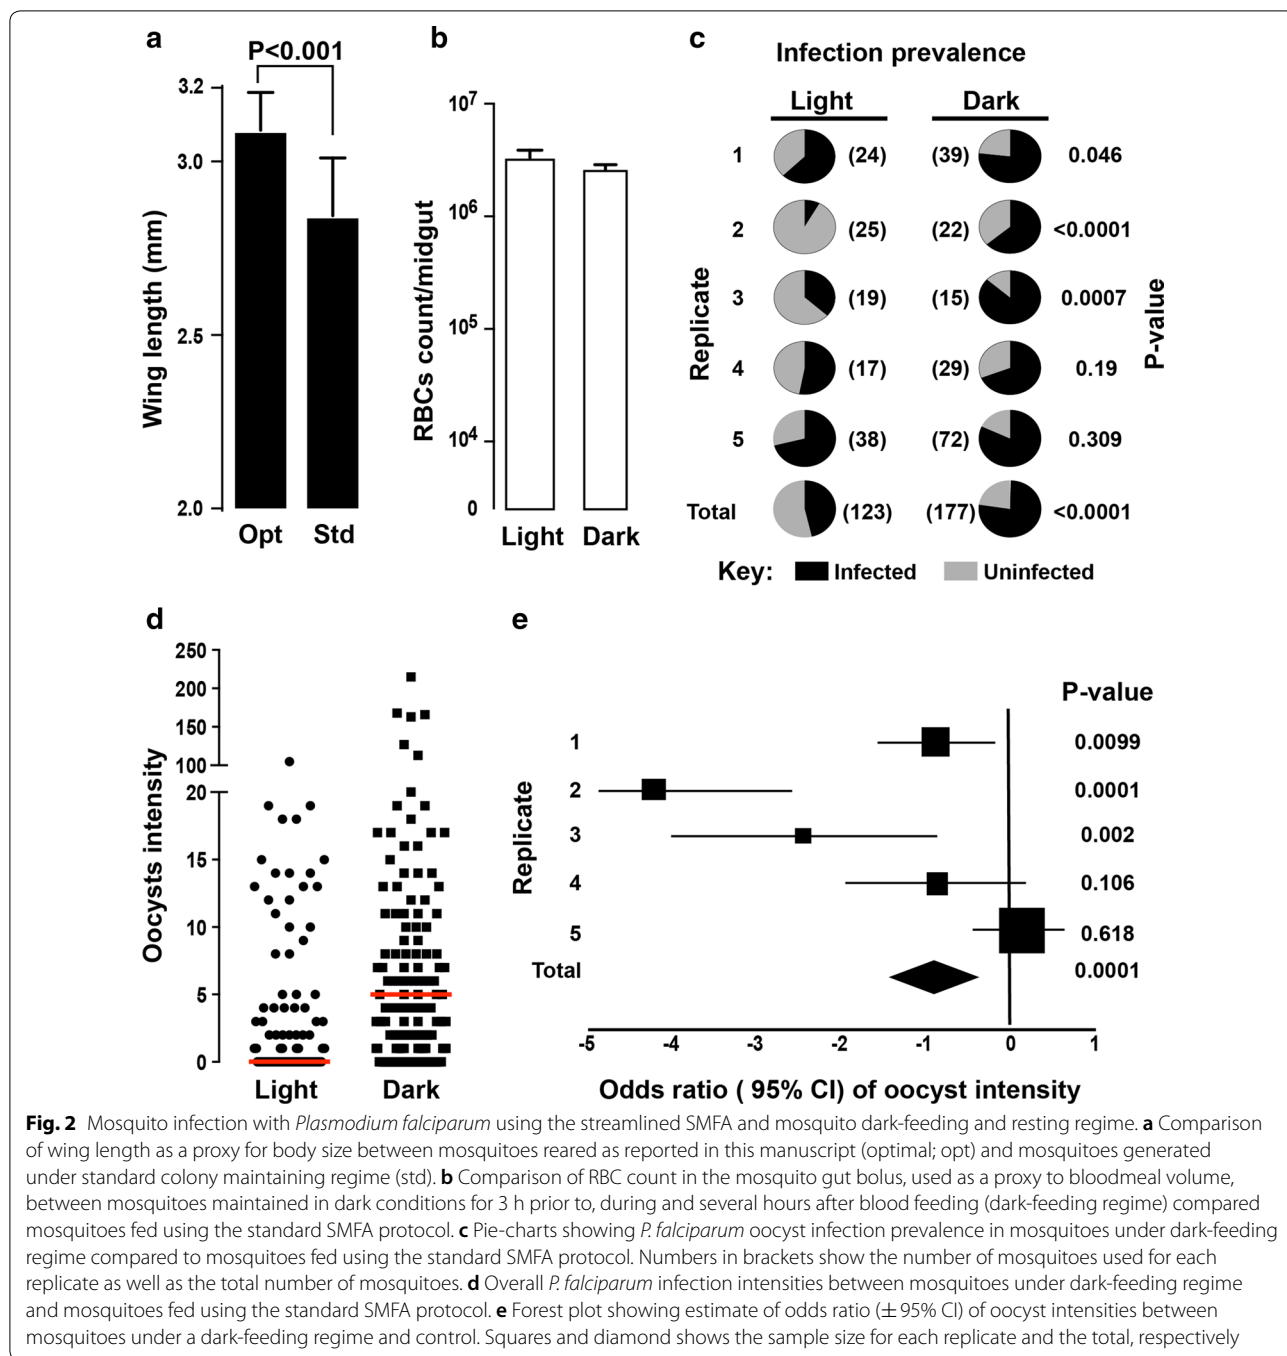 a
P<0.001
3.2
3.0
2.5
2.0
Wing length (mm)
Opt Std
b
10^7
10^6
10^5
10^4
0
RBCs count/midgut
Light Dark
c
Infection prevalence
Light Dark
1 (24) (39) 0.046
2 (25) (22) <0.0001
3 (19) (15) 0.0007
4 (17) (29) 0.19
5 (38) (72) 0.309
Total (123) (177) <0.0001
Replicate
P-value
Key: Infected Uninfected
d
250
200
150
100
20
15
10
5
0
Oocysts intensity
Light Dark
e
P-value
1 0.0099
2 0.0001
3 0.002
4 0.106
5 0.618
Total 0.0001
Replicate
-5 -4 -3 -2 -1 0 1
Odds ratio ( 95% CI) of oocyst intensity
Fig. 2 Mosquito infection with Plasmodium falciparum using the streamlined SMFA and mosquito dark-feeding and resting regime. a Comparison
of wing length as a proxy for body size between mosquitoes reared as reported in this manuscript (optimal; opt) and mosquitoes generated
under standard colony maintaining regime (std). b Comparison of RBC count in the mosquito gut bolus, used as a proxy to bloodmeal volume,
between mosquitoes maintained in dark conditions for 3 h prior to, during and several hours after blood feeding (dark-feeding regime) compared
mosquitoes fed using the standard SMFA protocol. c Pie-charts showing P. falciparum oocyst infection prevalence in mosquitoes under dark-feeding
regime compared to mosquitoes fed using the standard SMFA protocol. Numbers in brackets show the number of mosquitoes used for each
replicate as well as the total number of mosquitoes. d Overall P. falciparum infection intensities between mosquitoes under dark-feeding regime
and mosquitoes fed using the standard SMFA protocol. e Forest plot showing estimate of odds ratio (± 95% CI) of oocyst intensities between
mosquitoes under a dark-feeding regime and control. Squares and diamond shows the sample size for each replicate and the total, respectively